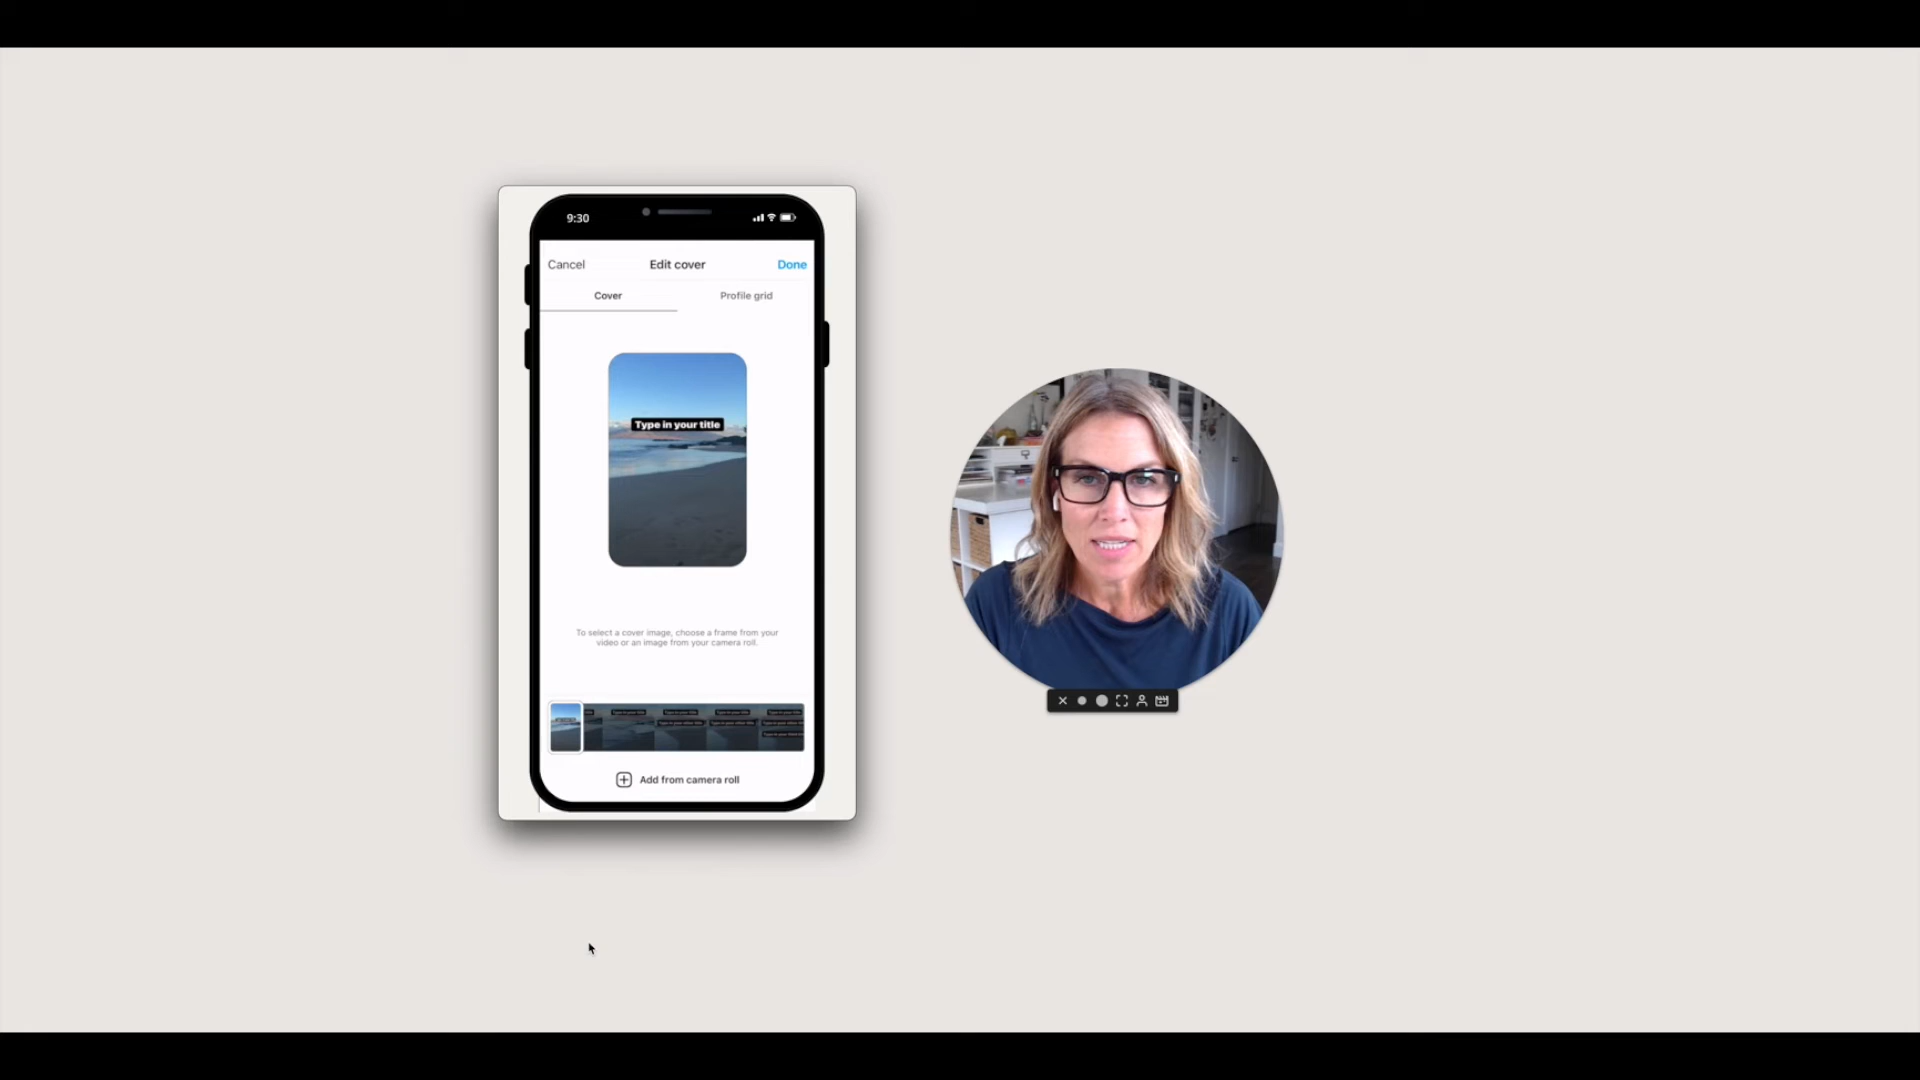 9:30
Cancel
Edit cover
Done
Cover
Profile grid
Type in your title
To select a cover image, choose a frame from your
video or an image from your camera roll.
Add from camera roll